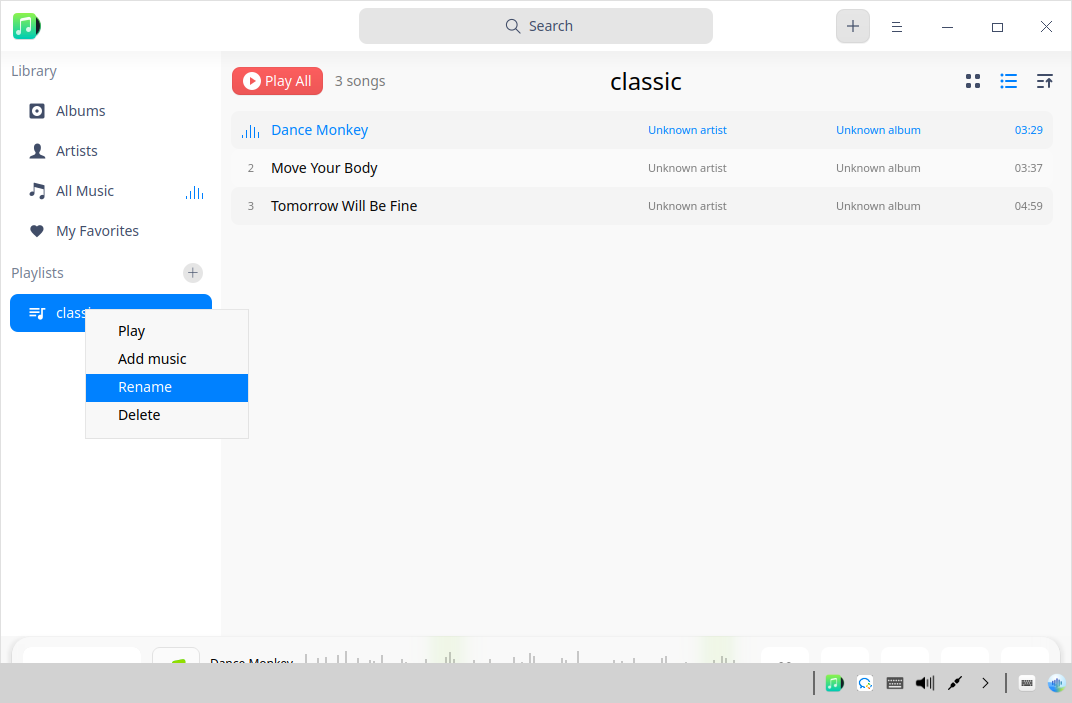 Search
Library
Albums
Artists
All Music
My Favorites
Playlists
Play
Add music
Rename
Delete
Play All
3 songs
classic
Dance Monkey Unknown artist Unknown album 03:29
2 Move Your Body Unknown artist Unknown album 03:37
3 Tomorrow Will Be Fine Unknown artist Unknown album 04:59
Dance Monkey